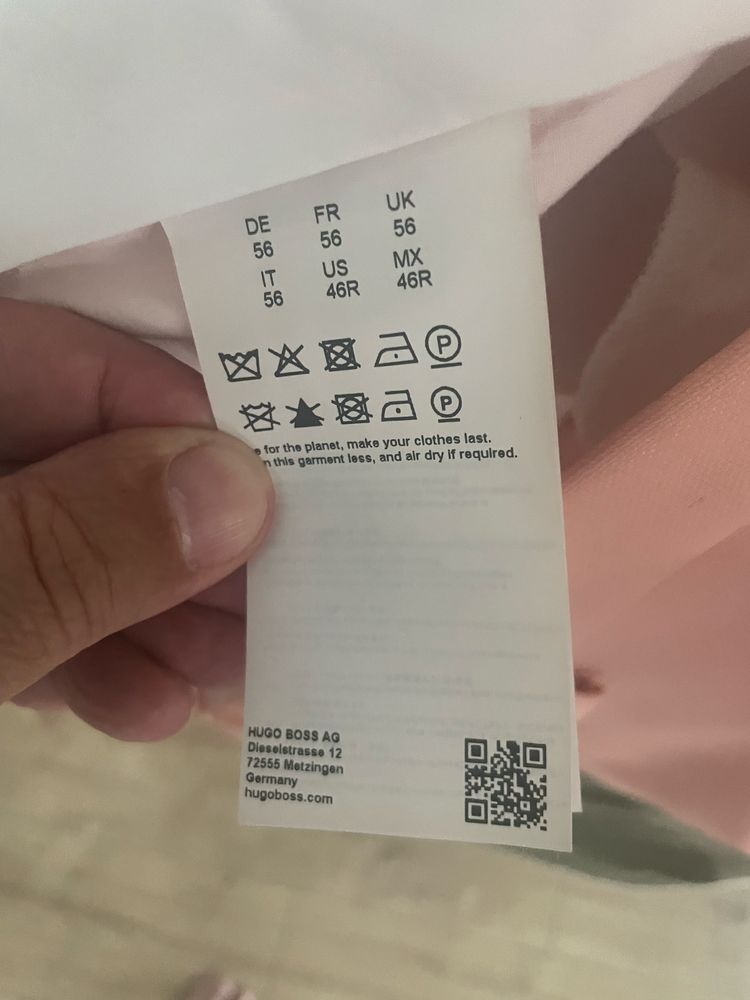 DE FR UK
56 56 56
IT US MX
56 46R 46R
P
P
for the planet, make your clothes last.
this garment less, and air dry if required.
HUGO BOSS AG
Dieselstrasse 12
72555 Metzingen
Germany
hugoboss.com